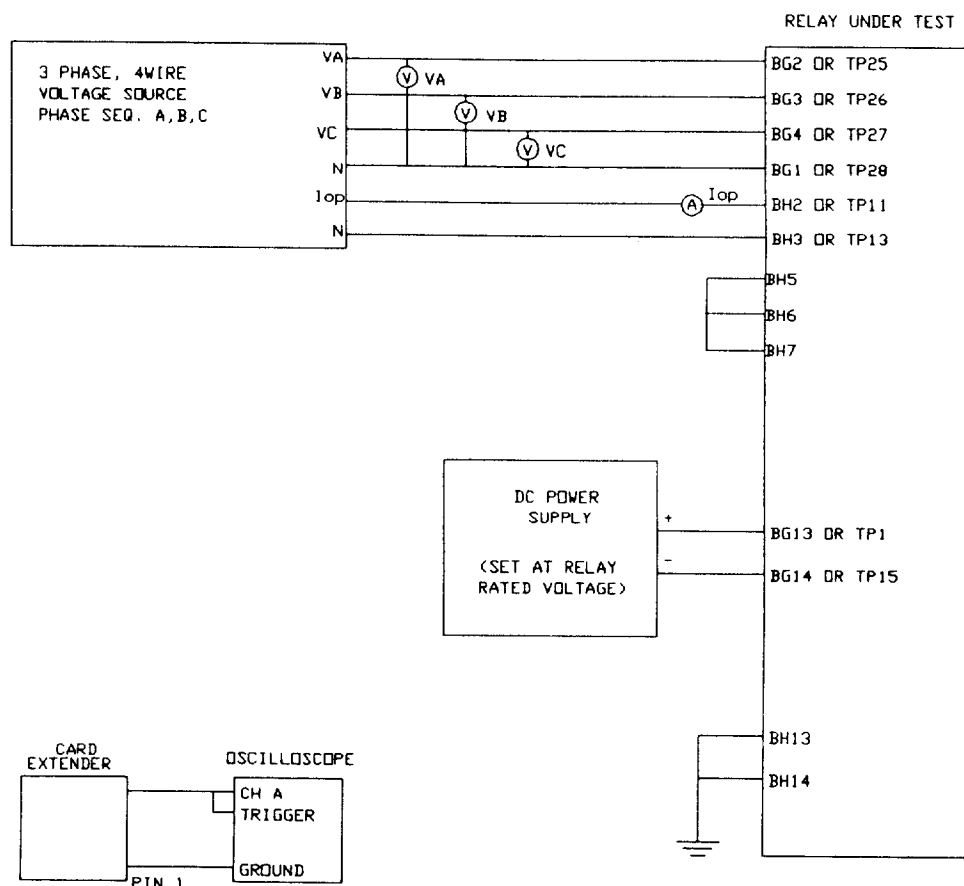 RELAY UNDER TEST
3 PHASE, 4WIRE
VOLTAGE SOURCE
PHASE SEQ. A,B,C
VA
VB
VC
N
Iop
N
V VA
V VB
V VC
A Iop
BG2 OR TP25
BG3 OR TP26
BG4 OR TP27
BG1 OR TP28
BH2 OR TP11
BH3 OR TP13
BH5
BH6
BH7
DC POWER
SUPPLY
(SET AT RELAY
RATED VOLTAGE)
+
-
BG13 OR TP1
BG14 OR TP15
BH13
BH14
CARD
EXTENDER
PIN 1
OSCILLOSCOPE
CH A
TRIGGER
GROUND